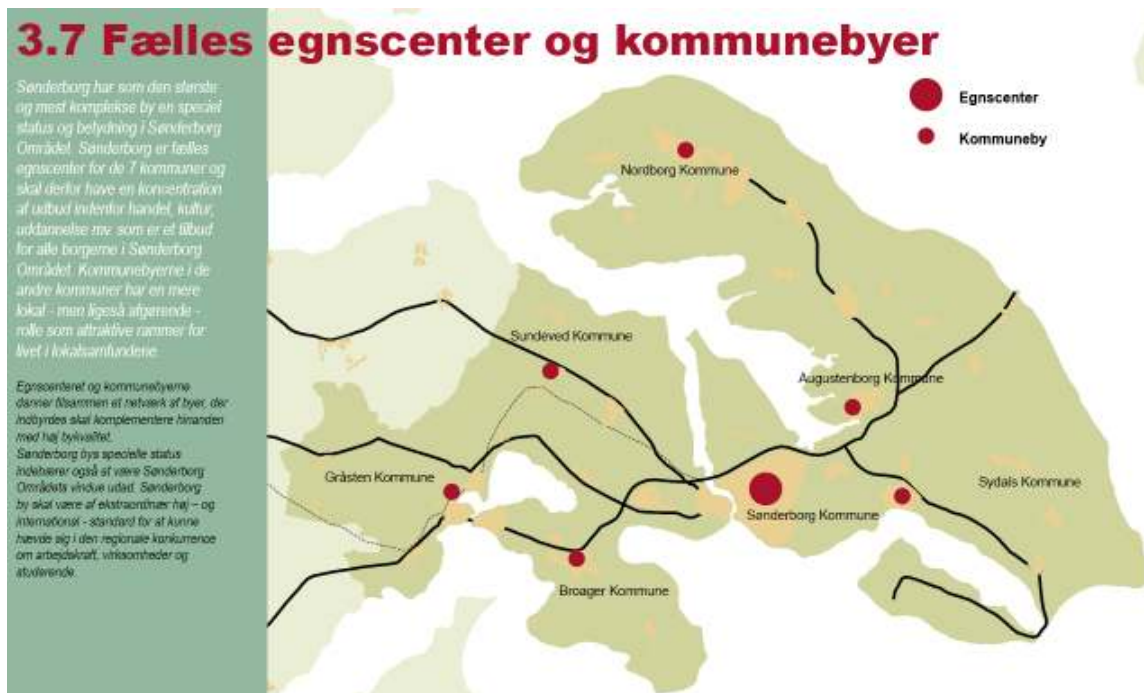 3.7 Fælles egnscenter og kommunebyer
Sønderborg har som den største
og mest komplekse by en speciel
status og betydning i Sønderborg
Området. Sønderborg er fælles
egnscenter for de 7 kommuner og
skal derfor have en koncentration
af udbud indenfor handel, kultur,
uddannelse mv. som er et tilbud
for alle borgerne i Sønderborg
Området. Kommunebyerne i de
andre kommuner har en mere
lokal - men ligeså afgørende -
rolle som attraktive rammer for
livet i lokalsamfundene.
Egnscenteret og kommunebyerne
danner tilsammen et netværk af byer, der
indbyrdes skal komplementere hinanden
med høj bykvalitet.
Sønderborg bys specielle status
indebærer også at være Sønderborg
Områdets vindue udad. Sønderborg
by skal være af ekstraordinær høj – og
international - standard for at kunne
hævde sig i den regionale konkurrence
om arbejdskraft, virksomheder og
studerende.
Egnscenter
Kommuneby
Nordborg Kommune
Sundeved Kommune
Augustenborg Kommune
Gråsten Kommune
Sydals Kommune
Sønderborg Kommune
Broager Kommune